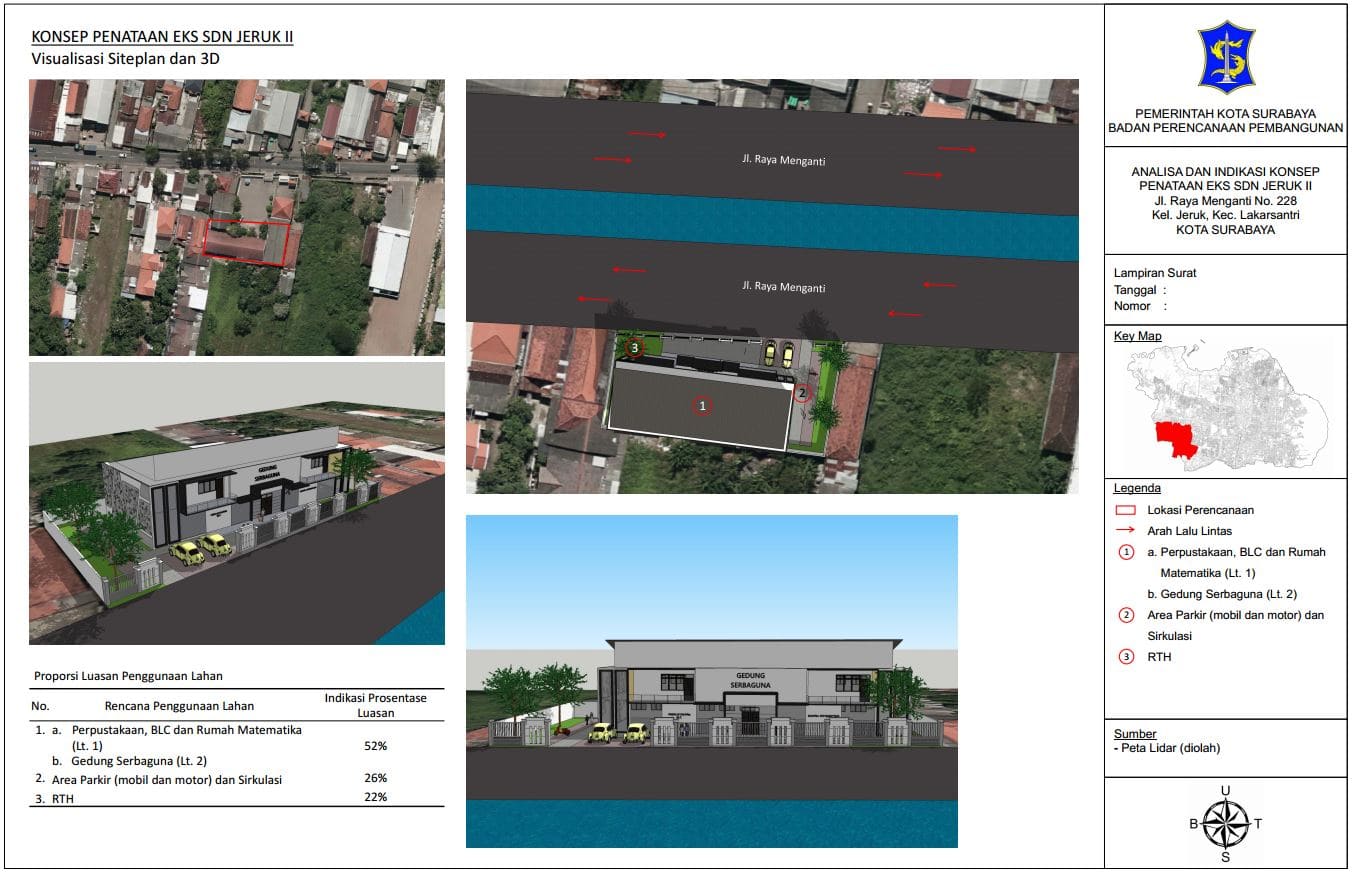 KONSEP PENATAAN EKS SDN JERUK II
Visualisasi Siteplan dan 3D
Jl. Raya Menganti
Jl. Raya Menganti
3
2
1
GEDUNG
SERBAGUNA
GEDUNG
SERBAGUNA
Proporsi Luasan Penggunaan Lahan
No. Rencana Penggunaan Lahan Indikasi Prosentase
Luasan
1. a. Perpustakaan, BLC dan Rumah Matematika
(Lt. 1)
52%
b. Gedung Serbaguna (Lt. 2)
2. Area Parkir (mobil dan motor) dan Sirkulasi 26%
3. RTH 22%
PEMERINTAH KOTA SURABAYA
BADAN PERENCANAAN PEMBANGUNAN
ANALISA DAN INDIKASI KONSEP
PENATAAN EKS SDN JERUK II
Jl. Raya Menganti No. 228
Kel. Jeruk, Kec. Lakarsantri
KOTA SURABAYA
Lampiran Surat
Tanggal :
Nomor :
Key Map
Legenda
Lokasi Perencanaan
Arah Lalu Lintas
1 a. Perpustakaan, BLC dan Rumah
Matematika (Lt. 1)
b. Gedung Serbaguna (Lt. 2)
2 Area Parkir (mobil dan motor) dan
Sirkulasi
3 RTH
Sumber
- Peta Lidar (diolah)
U
B T
S